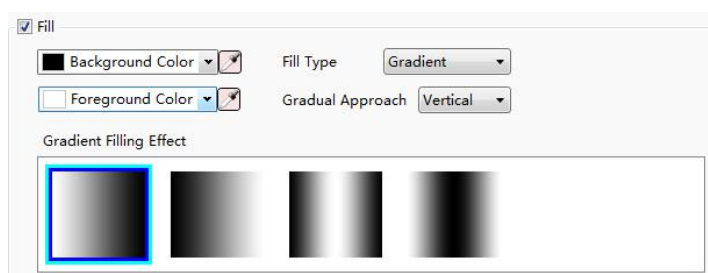 Fill
Background Color Fill Type Gradient
Foreground Color Gradual Approach Vertical
Gradient Filling Effect